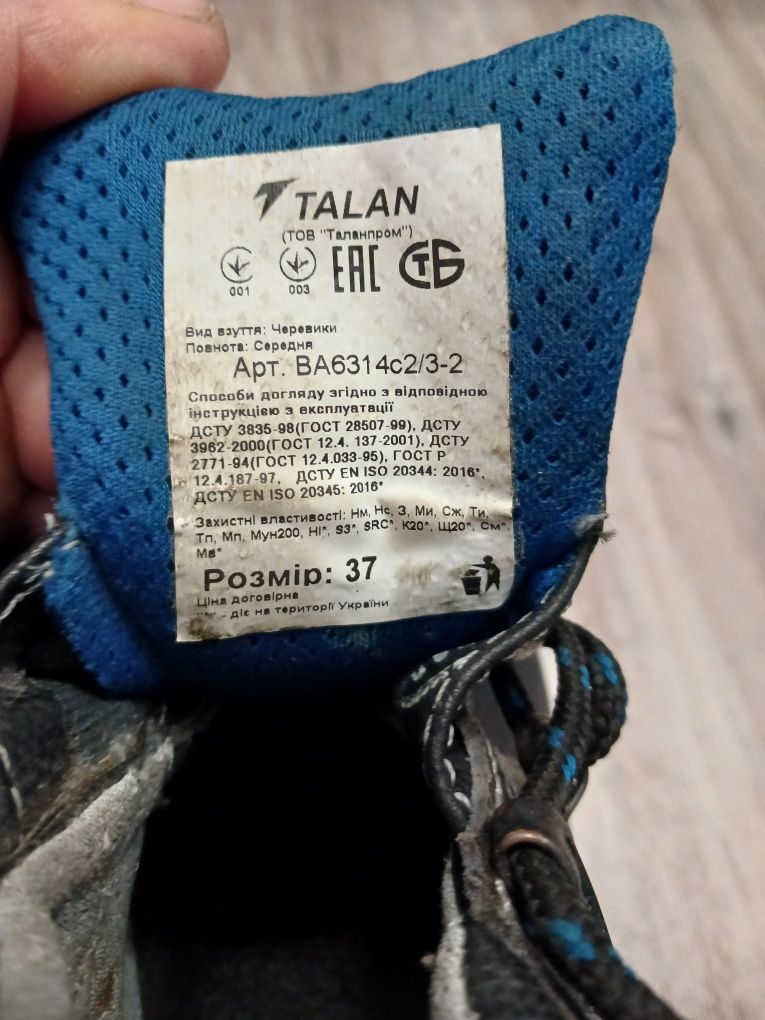 TALAN
(ТОВ "Таланпром")
001 003 ЕАС СТБ
Вид взуття: Черевики
Повнота: Середня
Арт. ВА6314с2/3-2
Способи догляду згідно з відповідною
інструкцією з експлуатації
ДСТУ 3835-98(ГОСТ 28507-99), ДСТУ
3962-2000(ГОСТ 12.4. 137-2001), ДСТУ
2771-94(ГОСТ 12.4.033-95), ГОСТ Р
12.4.187-97, ДСТУ EN ISO 20344: 2016*,
ДСТУ EN ISO 20345: 2016*
Захистні властивості: Нм, Нс, З, Ми, Сж, Ти,
Тп, Мп, Мун200, HI*, S3*, SRC*, К20*, Щ20*, См*,
Мв*
Розмір: 37
Ціна договірна
"*" - діє на території України